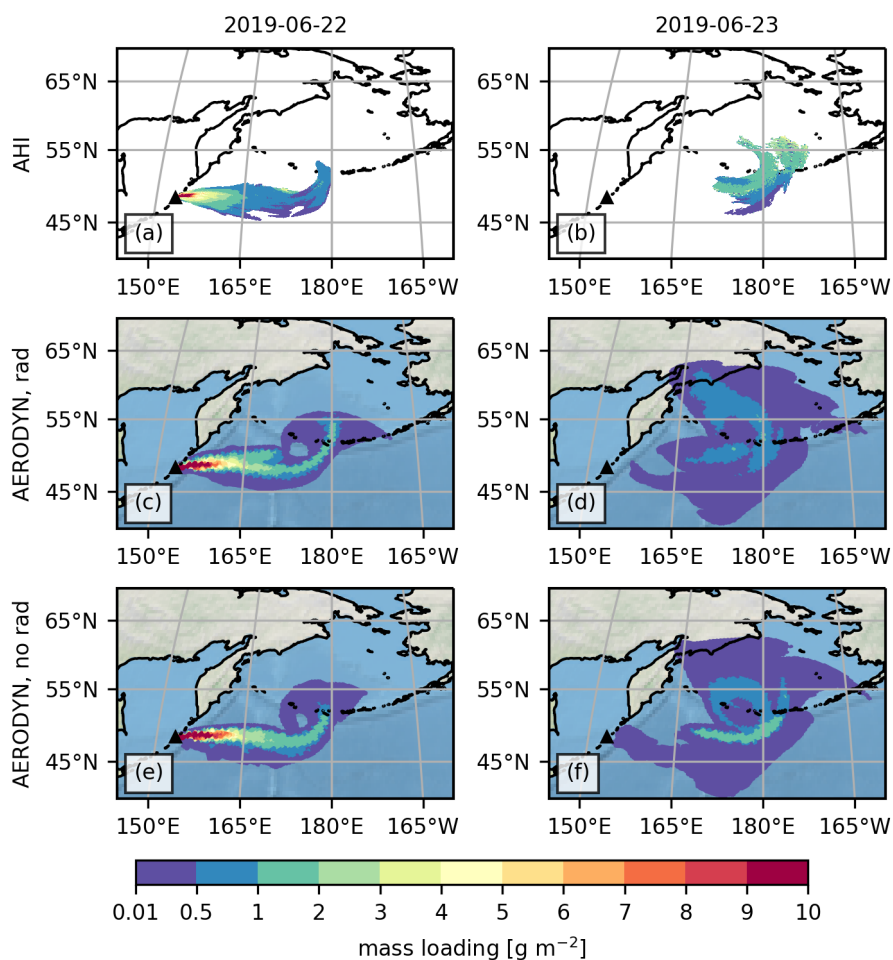 2019-06-22 2019-06-23
AHI
65°N 65°N
55°N 55°N
45°N 45°N
(a) (b)
150°E 165°E 180°E 165°W 150°E 165°E 180°E 165°W
AERODYN, rad
65°N 65°N
55°N 55°N
45°N 45°N
(c) (d)
150°E 165°E 180°E 165°W 150°E 165°E 180°E 165°W
AERODYN, no rad
65°N 65°N
55°N 55°N
45°N 45°N
(e) (f)
150°E 165°E 180°E 165°W 150°E 165°E 180°E 165°W
0.01 0.5 1 2 3 4 5 6 7 8 9 10
mass loading [g m⁻²]